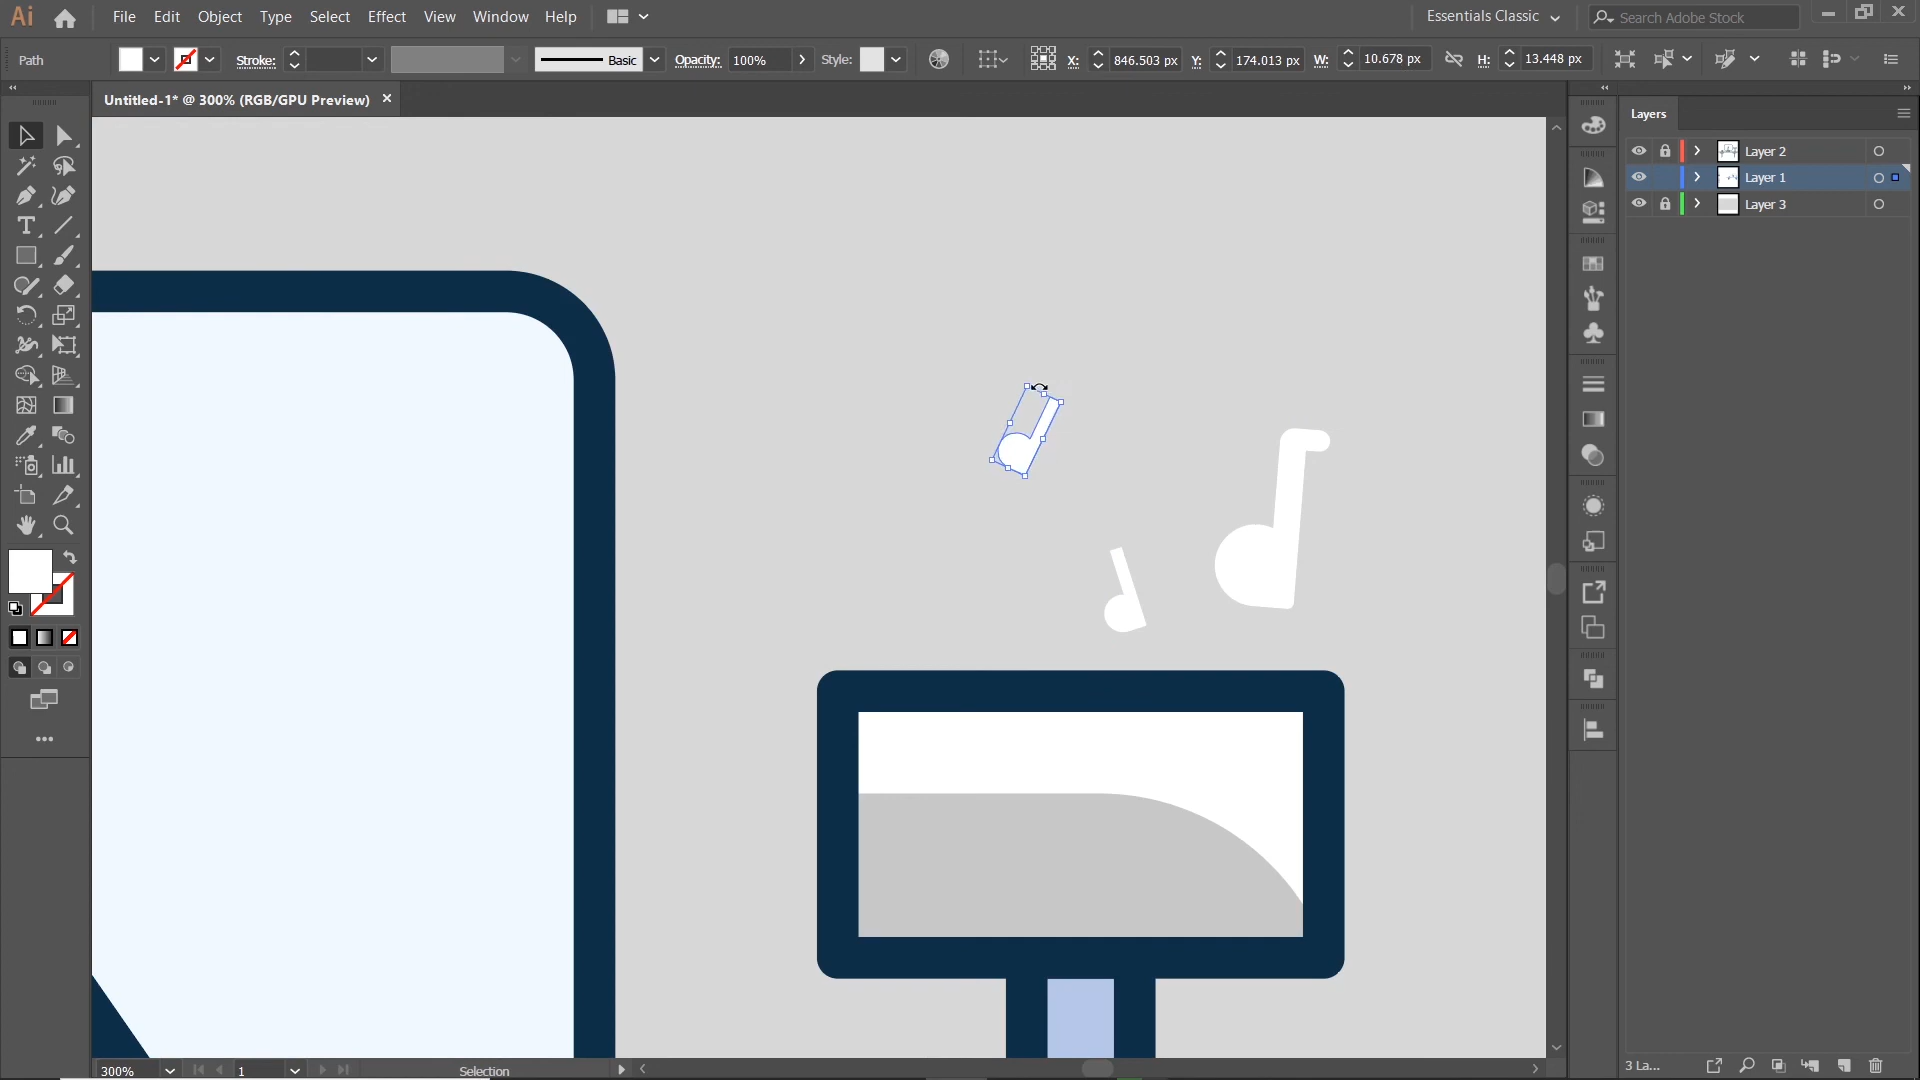 Ai File Edit Object Type Select Effect View Window Help Essentials Classic Search Adobe Stock
Path Stroke: Basic Opacity: 100% Style: X: 846.503 px Y: 174.013 px W: 10.678 px H: 13.448 px
Untitled-1* @ 300% (RGB/GPU Preview)
Layers
Layer 2
Layer 1
Layer 3
300% 1 Selection
3 La...